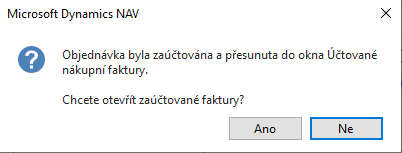 Microsoft Dynamics NAV
Objednávka byla zaúčtována a přesunuta do okna Účtované
nákupní faktury.
Chcete otevřít zaúčtované faktury?
Ano
Ne